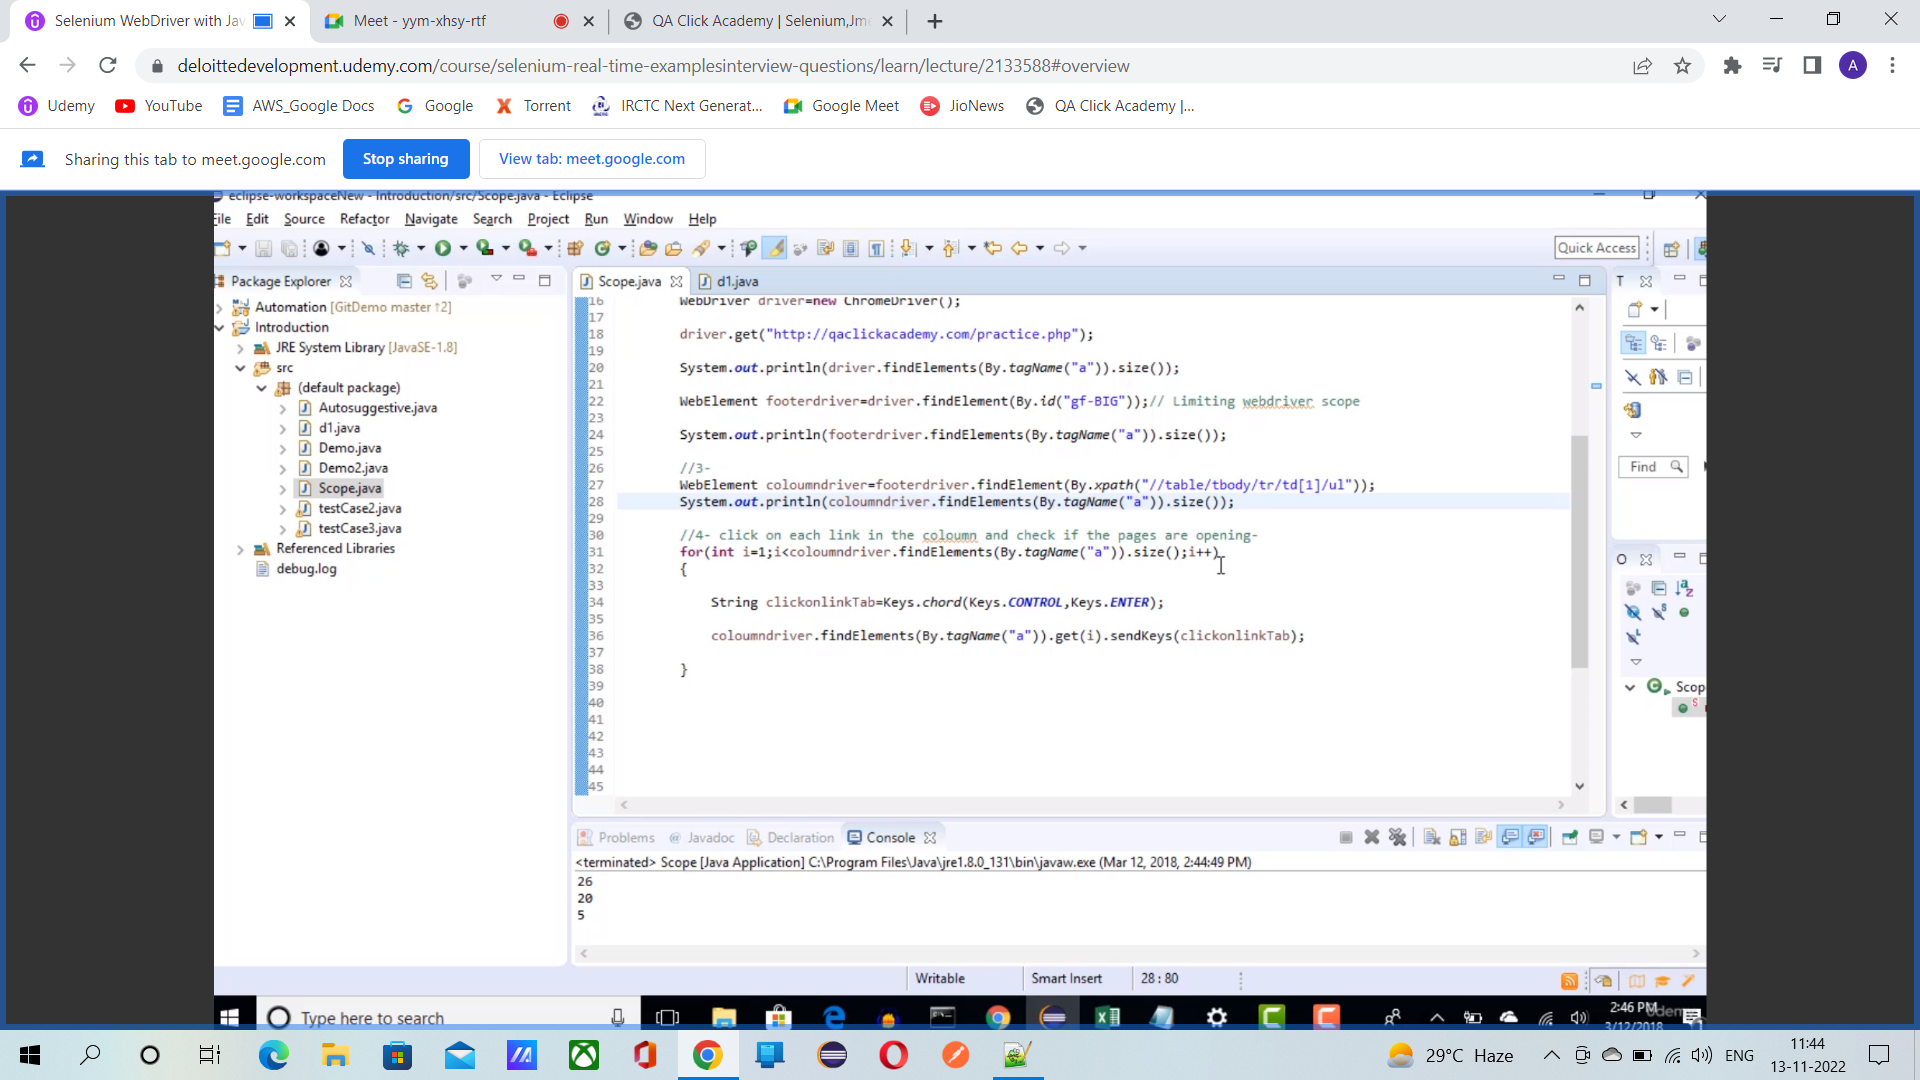 Selenium WebDriver with Jav
Meet - yym-xhsy-rtf
QA Click Academy | Selenium,Jme
deloittedevelopment.udemy.com/course/selenium-real-time-examplesinterview-questions/learn/lecture/2133588#overview
A
Udemy
YouTube
AWS_Google Docs
Google
Torrent
IRCTC Next Generat...
Google Meet
JioNews
QA Click Academy |...
Sharing this tab to meet.google.com
Stop sharing
View tab: meet.google.com
eclipse-workspaceNew - Introduction/src/Scope.java - Eclipse
File Edit Source Refactor Navigate Search Project Run Window Help
Quick Access
Package Explorer
Automation [GitDemo master ↑2]
Introduction
JRE System Library [JavaSE-1.8]
src
(default package)
Autosuggestive.java
d1.java
Demo.java
Demo2.java
Scope.java
testCase2.java
testCase3.java
Referenced Libraries
debug.log
Scope.java
d1.java
16 WebDriver driver=new ChromeDriver();
17
18 driver.get("http://qaclickacademy.com/practice.php");
19
20 System.out.println(driver.findElements(By.tagName("a")).size());
21
22 WebElement footerdriver=driver.findElement(By.id("gf-BIG"));// Limiting webdriver scope
23
24 System.out.println(footerdriver.findElements(By.tagName("a")).size());
25
26 //3-
27 WebElement coloumndriver=footerdriver.findElement(By.xpath("//table/tbody/tr/td[1]/ul"));
28 System.out.println(coloumndriver.findElements(By.tagName("a")).size());
29
30 //4- click on each link in the coloumn and check if the pages are opening-
31 for(int i=1;i<coloumndriver.findElements(By.tagName("a")).size();i++)
32 {
33
34 String clickonlinkTab=Keys.chord(Keys.CONTROL,Keys.ENTER);
35
36 coloumndriver.findElements(By.tagName("a")).get(i).sendKeys(clickonlinkTab);
37
38 }
39
40
41
42
43
44
45
T
Find
O
Scop
Problems
@ Javadoc
Declaration
Console
<terminated> Scope [Java Application] C:\Program Files\Java\jre1.8.0_131\bin\javaw.exe (Mar 12, 2018, 2:44:49 PM)
26
20
5
Writable
Smart Insert
28 : 80
Type here to search
2:46 PM
3/12/2018
29°C Haze
ENG
11:44
13-11-2022